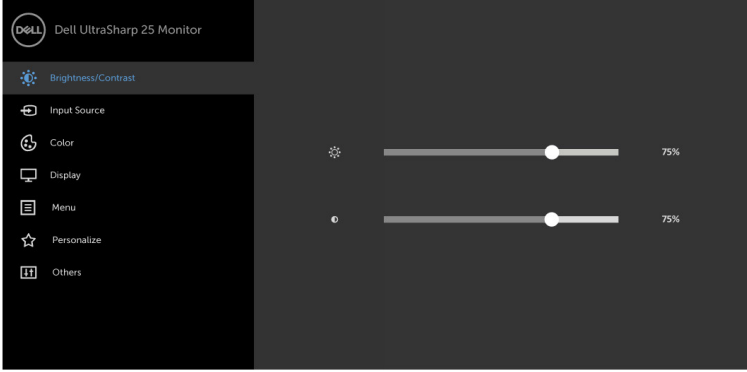 DELL
Dell UltraSharp 25 Monitor
Brightness/Contrast
Input Source
Color
Display
Menu
Personalize
Others
75%
75%